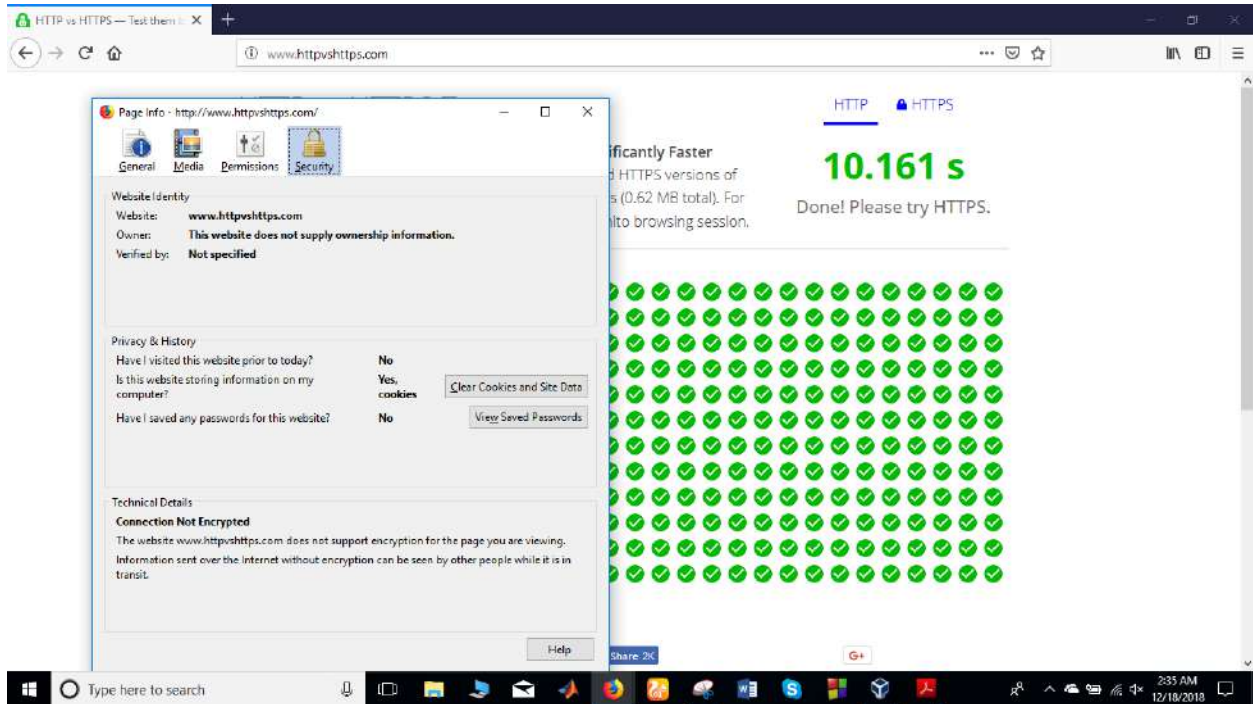 HTTP vs HTTPS — Test them
www.httpvshttps.com
Page Info - http://www.httpvshttps.com/
General Media Permissions Security
Website Identity
Website: www.httpvshttps.com
Owner: This website does not supply ownership information.
Verified by: Not specified
Privacy & History
Have I visited this website prior to today? No
Is this website storing information on my
computer?
Yes,
cookies
Clear Cookies and Site Data
Have I saved any passwords for this website? No
View Saved Passwords
Technical Details
Connection Not Encrypted
The website www.httpvshttps.com does not support encryption for the page you are viewing.
Information sent over the Internet without encryption can be seen by other people while it is in
transit.
Help
HTTP HTTPS
ificantly Faster
HTTPS versions of
(0.62 MB total). For
browsing session.
10.161 s
Done! Please try HTTPS.
Share 2K
G+
Type here to search
2:35 AM
12/18/2018